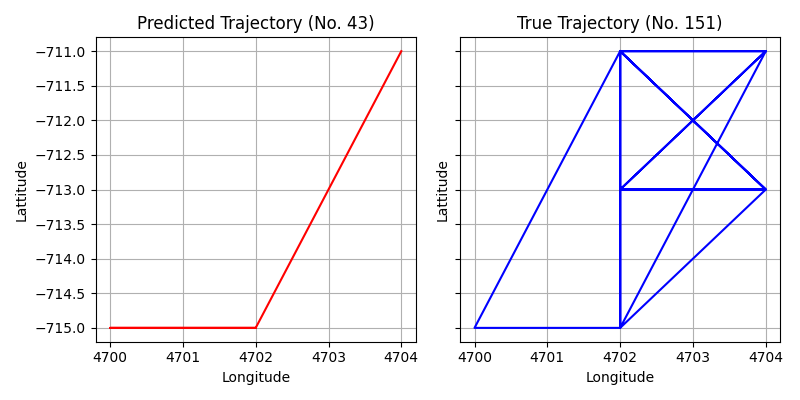 Predicted Trajectory (No. 43)
−711.0
−711.5
−712.0
−712.5
−713.0
−713.5
−714.0
−714.5
−715.0
Lattitude
4700 4701 4702 4703 4704
Longitude
True Trajectory (No. 151)
Lattitude
4700 4701 4702 4703 4704
Longitude